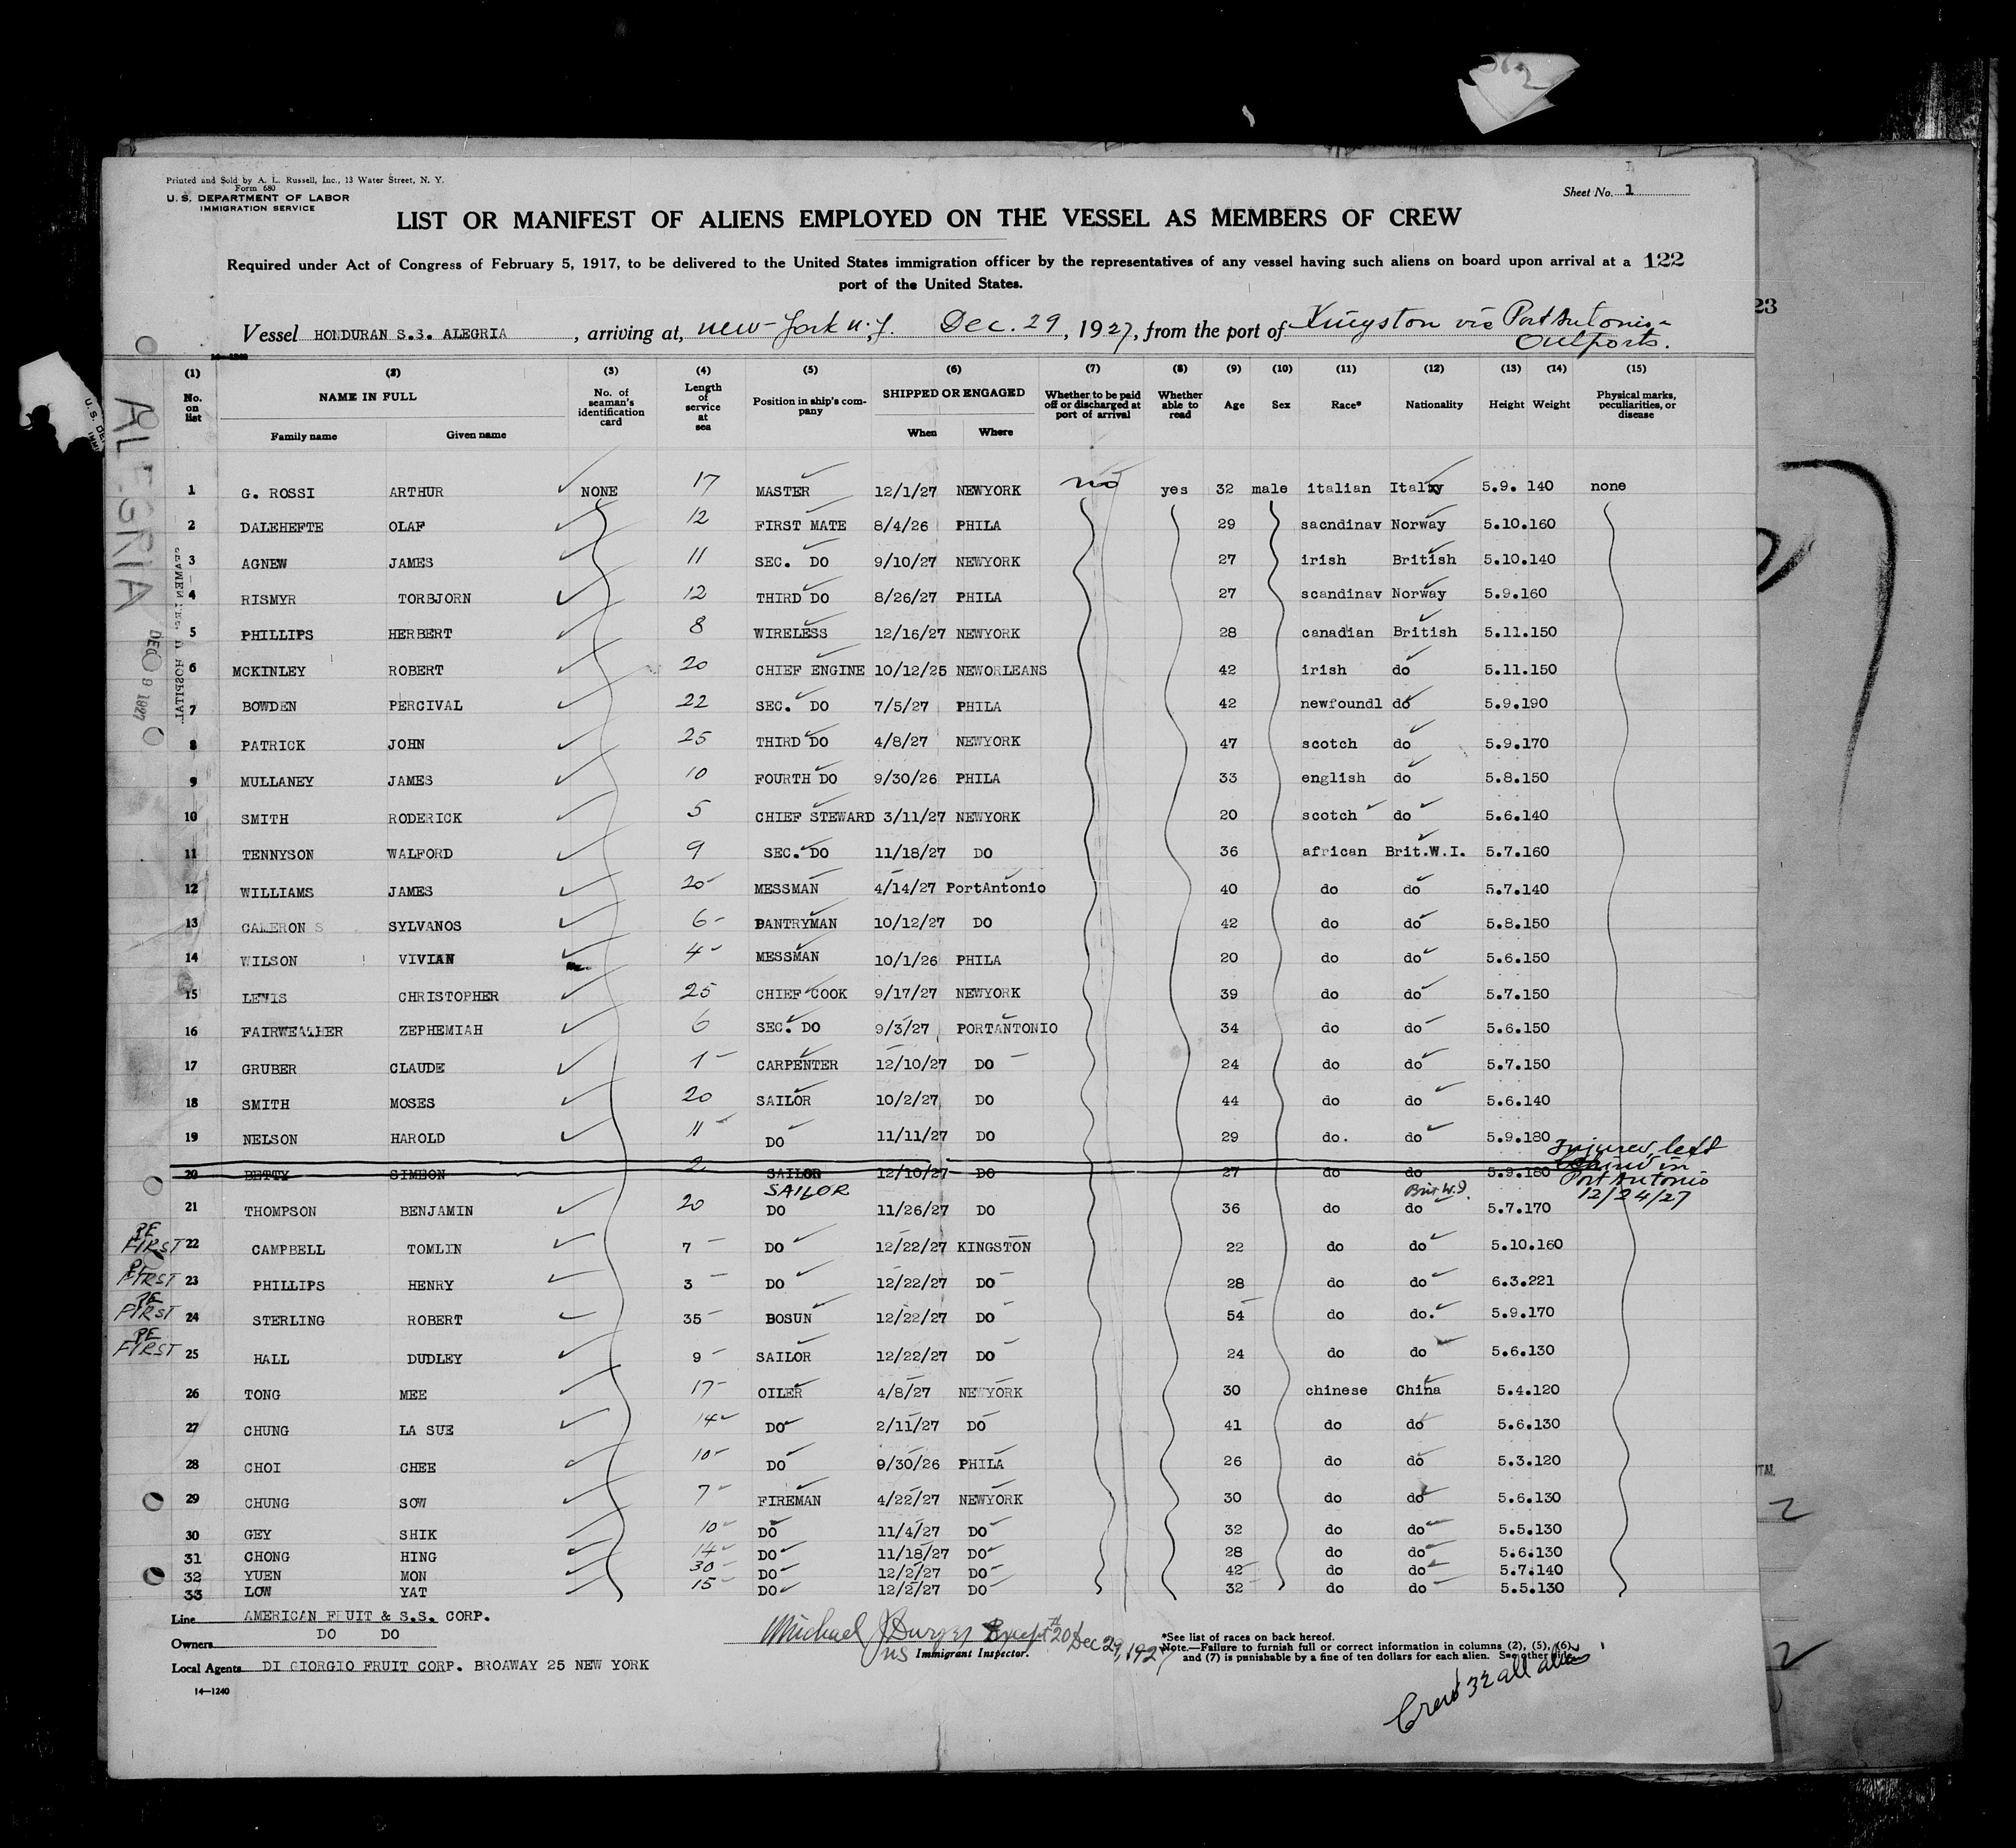 Printed and Sold by A. L. Russell, Inc., 13 Water Street, N. Y.
Form 680
U. S. DEPARTMENT OF LABOR
IMMIGRATION SERVICE
Sheet No. 1
LIST OR MANIFEST OF ALIENS EMPLOYED ON THE VESSEL AS MEMBERS OF CREW
Required under Act of Congress of February 5, 1917, to be delivered to the United States immigration officer by the representatives of any vessel having such aliens on board upon arrival at a 122
port of the United States.
23
Vessel HONDURAN S.S. ALEGRIA, arriving at, new-York n.y. Dec. 29, 1927, from the port of Kingston via Port Antonio-
Outports.
14-1240
(1) (2) (3) (4) (5) (6) (7) (8) (9) (10) (11) (12) (13) (14) (15)
No. on list NAME IN FULL Family name Given name No. of seaman's identification card Length of service at sea Position in ship's company SHIPPED OR ENGAGED When Where Whether to be paid off or discharged at port of arrival Whether able to read Age Sex Race* Nationality Height Weight Physical marks, peculiarities, or disease
ALEGRIA
1 G. ROSSI ARTHUR NONE 17 MASTER 12/1/27 NEWYORK no yes 32 male italian Italy 5.9. 140 none
2 DALEHEFTE OLAF 12 FIRST MATE 8/4/26 PHILA 29 sacndinav Norway 5.10.160
3 AGNEW JAMES 11 SEC. DO 9/10/27 NEWYORK 27 irish British 5.10.140
4 RISMYR TORBJORN 12 THIRD DO 8/26/27 PHILA 27 scandinav Norway 5.9.160
5 PHILLIPS HERBERT 8 WIRELESS 12/16/27 NEWYORK 28 canadian British 5.11.150
6 MCKINLEY ROBERT 20 CHIEF ENGINE 10/12/25 NEWORLEANS 42 irish do 5.11.150
7 BOWDEN PERCIVAL 22 SEC. DO 7/5/27 PHILA 42 newfoundl do 5.9.190
8 PATRICK JOHN 25 THIRD DO 4/8/27 NEWYORK 47 scotch do 5.9.170
9 MULLANEY JAMES 10 FOURTH DO 9/30/26 PHILA 33 english do 5.8.150
10 SMITH RODERICK 5 CHIEF STEWARD 3/11/27 NEWYORK 20 scotch do 5.6.140
11 TENNYSON WALFORD 9 SEC. DO 11/18/27 DO 36 african Brit.W.I. 5.7.160
12 WILLIAMS JAMES 20 MESSMAN 4/14/27 PortAntonio 40 do do 5.7.140
13 CAMERON S SYLVANOS 6 PANTRYMAN 10/12/27 DO 42 do do 5.8.150
14 WILSON VIVIAN 4 MESSMAN 10/1/26 PHILA 20 do do 5.6.150
15 LEWIS CHRISTOPHER 25 CHIEF COOK 9/17/27 NEWYORK 39 do do 5.7.150
16 FAIRWEATHER ZEPHEMIAH 6 SEC. DO 9/3/27 PORTANTONIO 34 do do 5.6.150
17 GRUBER CLAUDE 1 CARPENTER 12/10/27 DO 24 do do 5.7.150
18 SMITH MOSES 20 SAILOR 10/2/27 DO 44 do do 5.6.140
19 NELSON HAROLD 11 DO 11/11/27 DO 29 do. do 5.9.180
20 BETTY SIMEON 2 SAILOR 12/10/27 DO 27 do do 5.9.180 Injured, left behind in Port Antonio 12/24/27
21 THOMPSON BENJAMIN 20 SAILOR DO 11/26/27 DO 36 do Brit W.I. do 5.7.170
PE FIRST 22 CAMPBELL TOMLIN 7 DO 12/22/27 KINGSTON 22 do do 5.10.160
PE FIRST 23 PHILLIPS HENRY 3 DO 12/22/27 DO 28 do do 6.3.221
PE FIRST 24 STERLING ROBERT 35 BOSUN 12/22/27 DO 54 do do. 5.9.170
PE FIRST 25 HALL DUDLEY 9 SAILOR 12/22/27 DO 24 do do 5.6.130
26 TONG MEE 17 OILER 4/8/27 NEWYORK 30 chinese China 5.4.120
27 CHUNG LA SUE 14 DO 2/11/27 DO 41 do do 5.6.130
28 CHOI CHEE 10 DO 9/30/26 PHILA 26 do do 5.3.120
29 CHUNG SOW 7 FIREMAN 4/22/27 NEWYORK 30 do do 5.6.130
30 GEY SHIK 10 DO 11/4/27 DO 32 do do 5.5.130
31 CHONG HING 14 DO 11/18/27 DO 28 do do 5.6.130
32 YUEN MON 30 DO 12/2/27 DO 42 do do 5.7.140
33 LOW YAT 15 DO 12/2/27 DO 32 do do 5.5.130
Line AMERICAN FRUIT & S.S. CORP.
Owners DO DO
Local Agents DI GIORGIO FRUIT CORP. BROAWAY 25 NEW YORK
14-1240
Michael J Except 20 Dec 29, 1927
US Immigrant Inspector.
*See list of races on back hereof.
Note.—Failure to furnish full or correct information in columns (2), (5), (6),
and (7) is punishable by a fine of ten dollars for each alien. See other side.
Crew 32 all alien